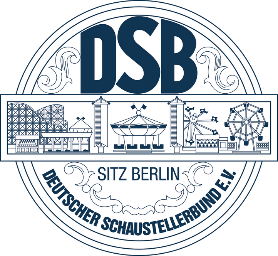 DSB
SITZ BERLIN
DEUTSCHER SCHAUSTELLERBUND E.V.